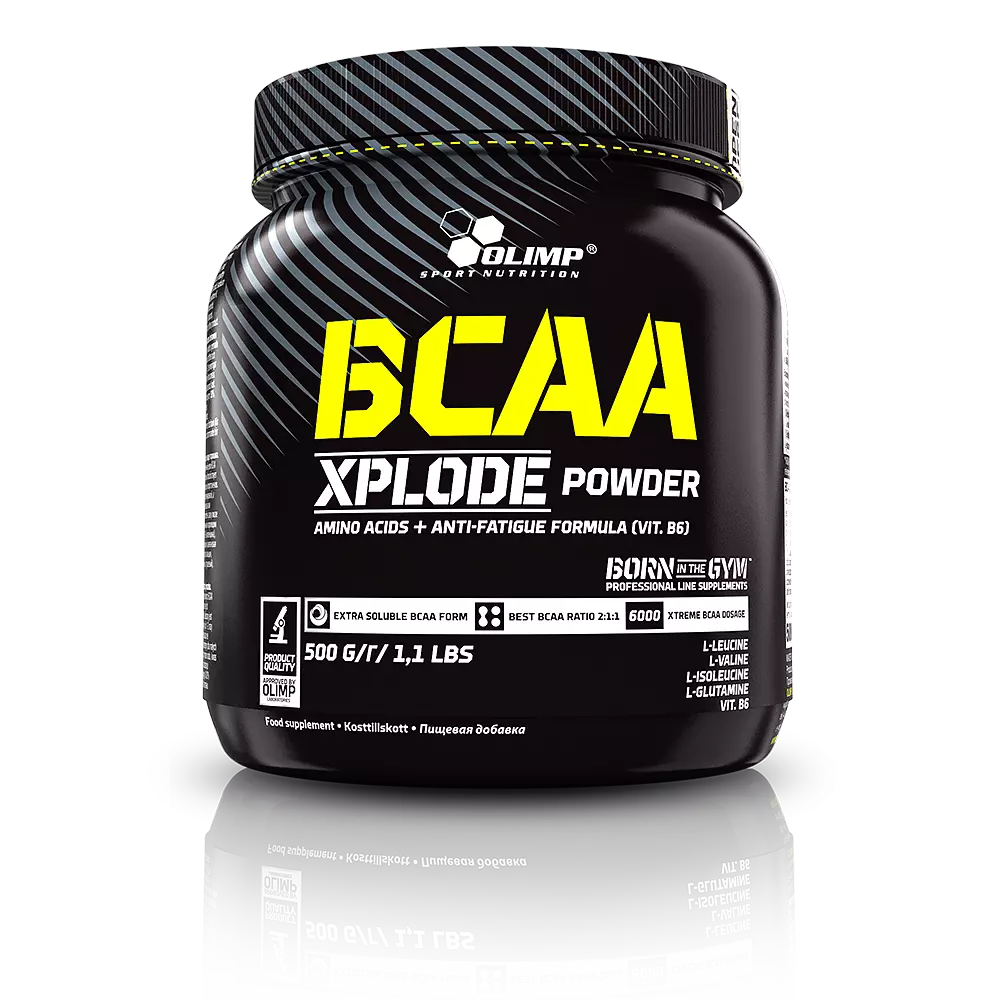 OLIMP®
SPORT NUTRITION
BCAA
XPLODE POWDER
AMINO ACIDS + ANTI-FATIGUE FORMULA (VIT. B6)
BORN IN THE GYM™
PROFESSIONAL LINE SUPPLEMENTS
EXTRA SOLUBLE BCAA FORM
BEST BCAA RATIO 2:1:1
6000 XTREME BCAA DOSAGE
PRODUCT
QUALITY
APPROVED BY
OLIMP
LABORATORIES
500 G/Г/ 1,1 LBS
L-LEUCINE
L-VALINE
L-ISOLEUCINE
L-GLUTAMINE
VIT. B6
Food supplement • Kosttillskott • Пищевая добавка